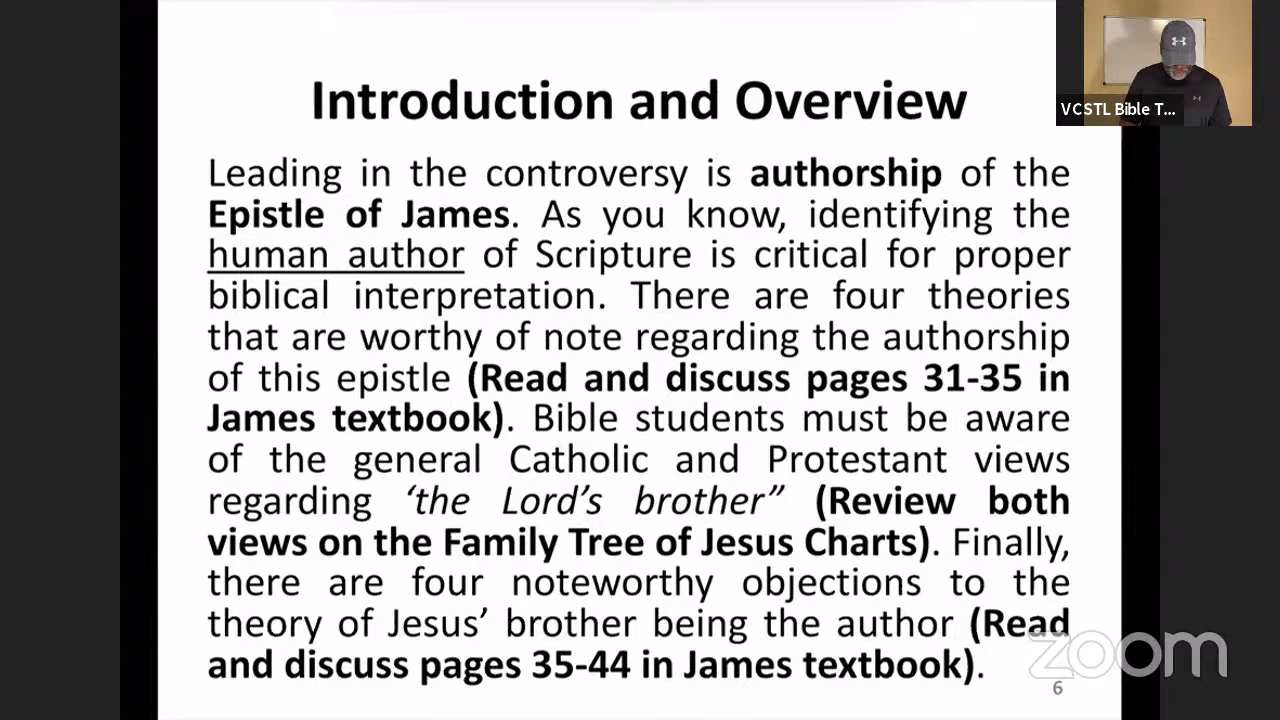 Introduction and Overview
Leading in the controversy is authorship of the
Epistle of James. As you know, identifying the
human author of Scripture is critical for proper
biblical interpretation. There are four theories
that are worthy of note regarding the authorship
of this epistle (Read and discuss pages 31-35 in
James textbook). Bible students must be aware
of the general Catholic and Protestant views
regarding ‘the Lord’s brother” (Review both
views on the Family Tree of Jesus Charts). Finally,
there are four noteworthy objections to the
theory of Jesus’ brother being the author (Read
and discuss pages 35-44 in James textbook).
6
VCSTL Bible T...
zoom